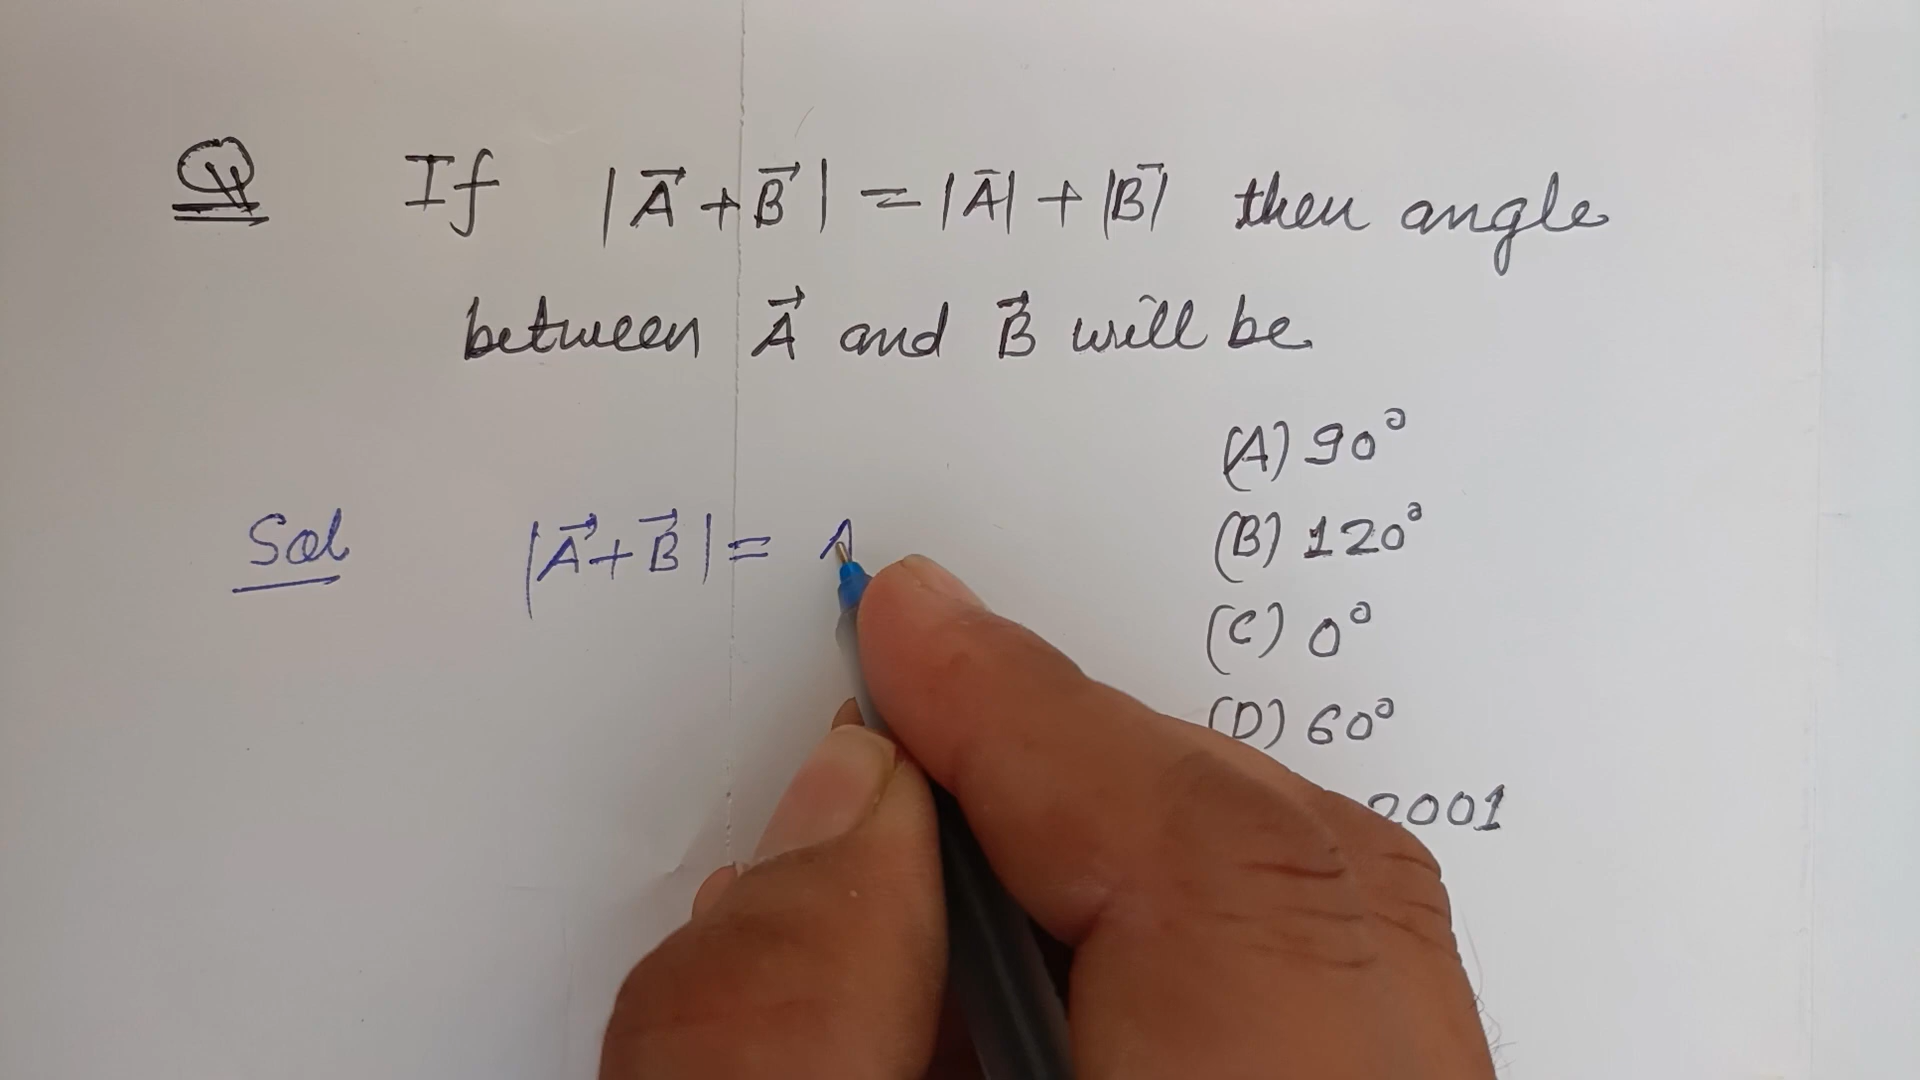 Q If |A⃗ + B⃗| = |A̅| + |B̅| then angle
between A⃗ and B⃗ will be
(A) 90°
(B) 120°
(C) 0°
(D) 60°
2001
Sol |A⃗+B⃗| = A